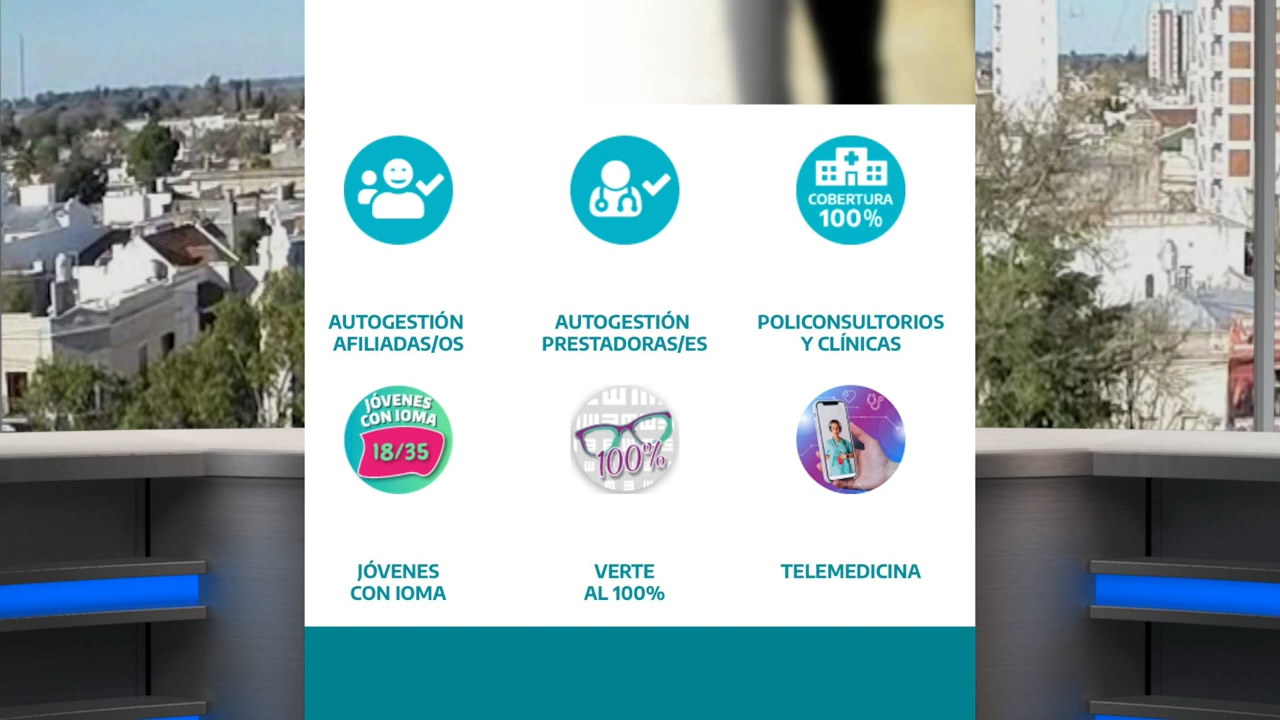 COBERTURA
100%
AUTOGESTIÓN
AFILIADAS/OS
AUTOGESTIÓN
PRESTADORAS/ES
POLICONSULTORIOS
Y CLÍNICAS
JÓVENES
CON IOMA
18/35
100%
JÓVENES
CON IOMA
VERTE
AL 100%
TELEMEDICINA